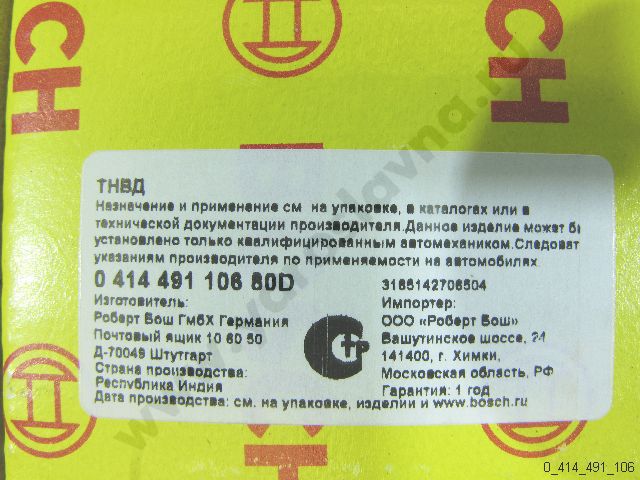 CH
CH
ТНВД
Назначение и применение см. на упаковке, в каталогах или в
технической документации производителя.Данное изделие может бы
установлено только квалифицированным автомехаником.Следоват
указаниям производителя по применяемости на автомобилях
0 414 491 106 80D
3165142706504
Изготовитель:
Роберт Бош ГмбХ Германия
Почтовый ящик 10 60 50
Д-70049 Штутгарт
Страна производства:
Республика Индия
Импортер:
ООО «Роберт Бош»
Вашутинское шоссе, 24
141400, г. Химки,
Московская область, РФ
Гарантия: 1 год
Дата производства: см. на упаковке, изделии и www.bosch.ru
0_414_491_106